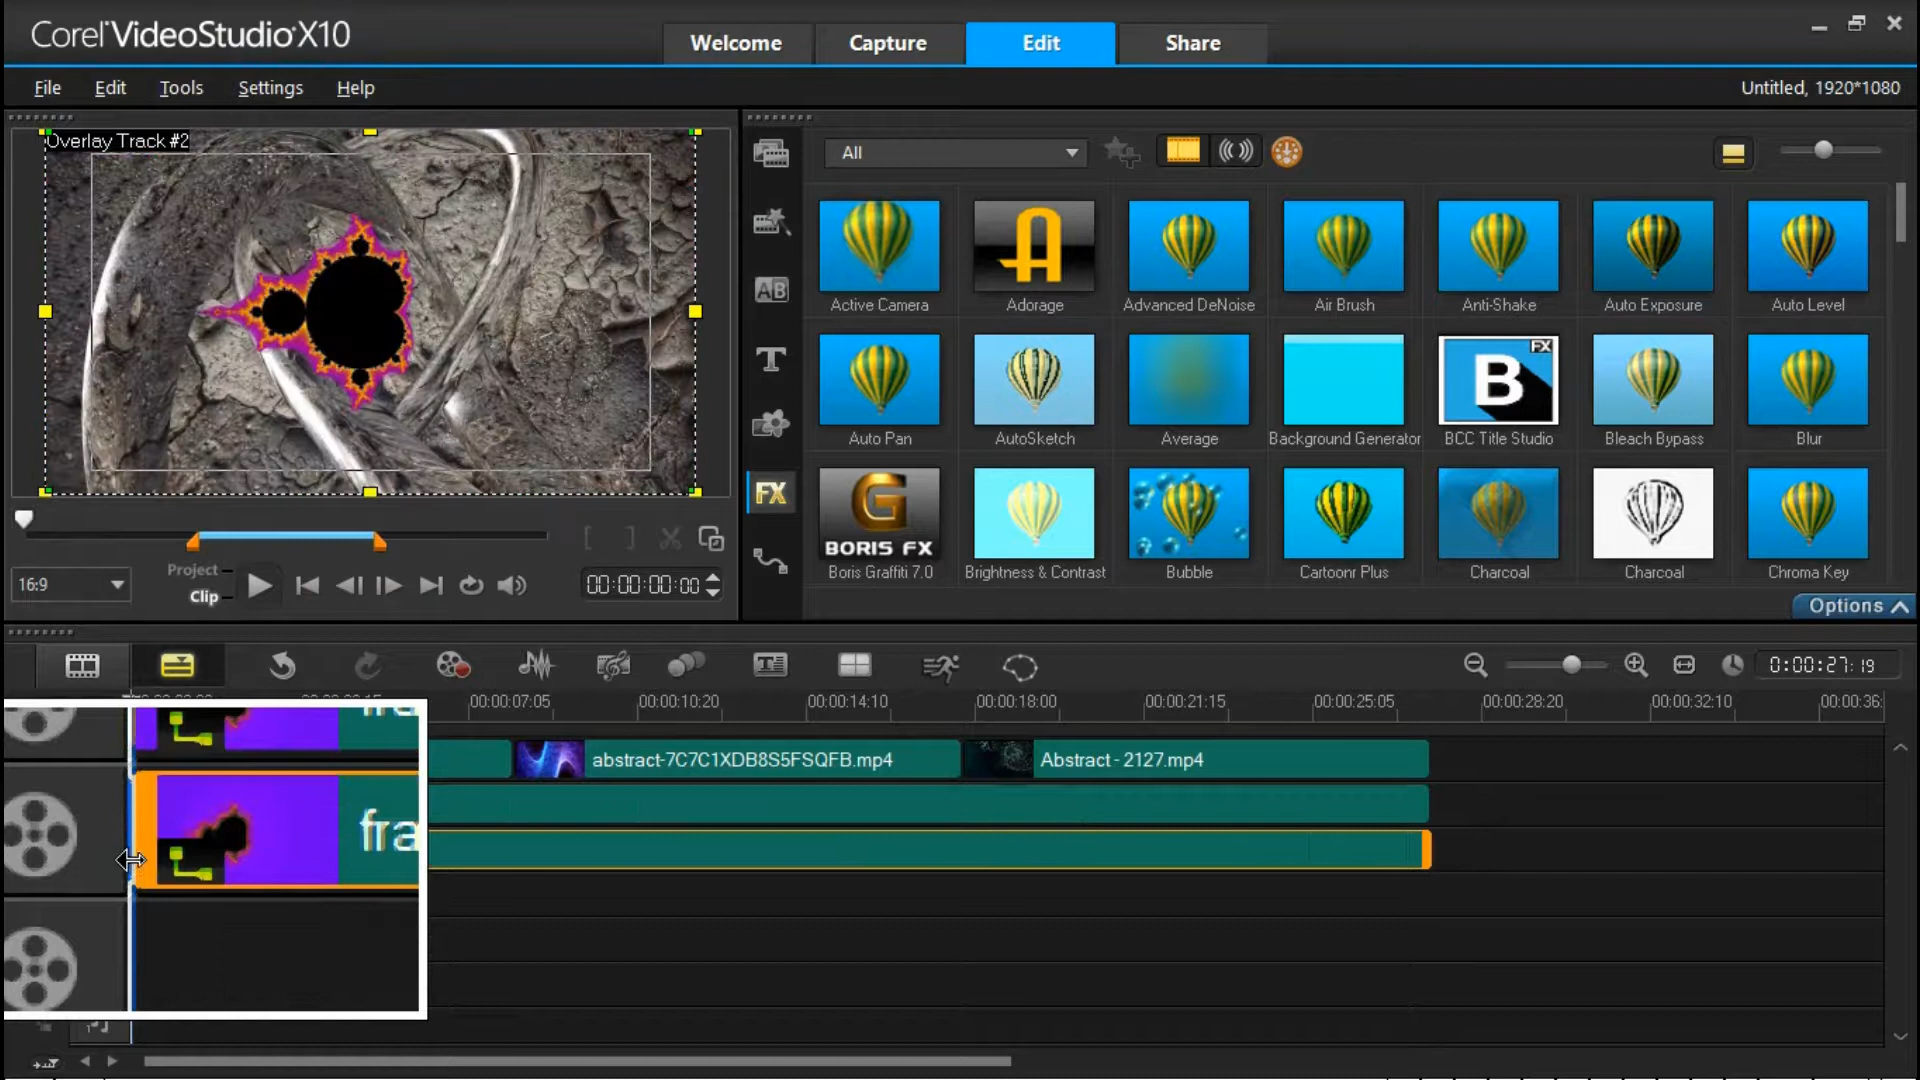 Corel VideoStudio X10
Welcome
Capture
Edit
Share
File
Edit
Tools
Settings
Help
Untitled, 1920*1080
Overlay Track #2
All
Active Camera
Adorage
Advanced DeNoise
Air Brush
Anti-Shake
Auto Exposure
Auto Level
Auto Pan
AutoSketch
Average
Background Generator
B FX
BCC Title Studio
Bleach Bypass
Blur
AB
T
FX
G
BORIS FX
Boris Graffiti 7.0
Brightness & Contrast
Bubble
Cartoonr Plus
Charcoal
Charcoal
Chroma Key
Options
16:9
Project
Clip
00:00:00:00
0:00:27:19
00:00:07:05
00:00:10:20
00:00:14:10
00:00:18:00
00:00:21:15
00:00:25:05
00:00:28:20
00:00:32:10
00:00:36:
abstract-7C7C1XDB8S5FSQFB.mp4
Abstract - 2127.mp4
fra